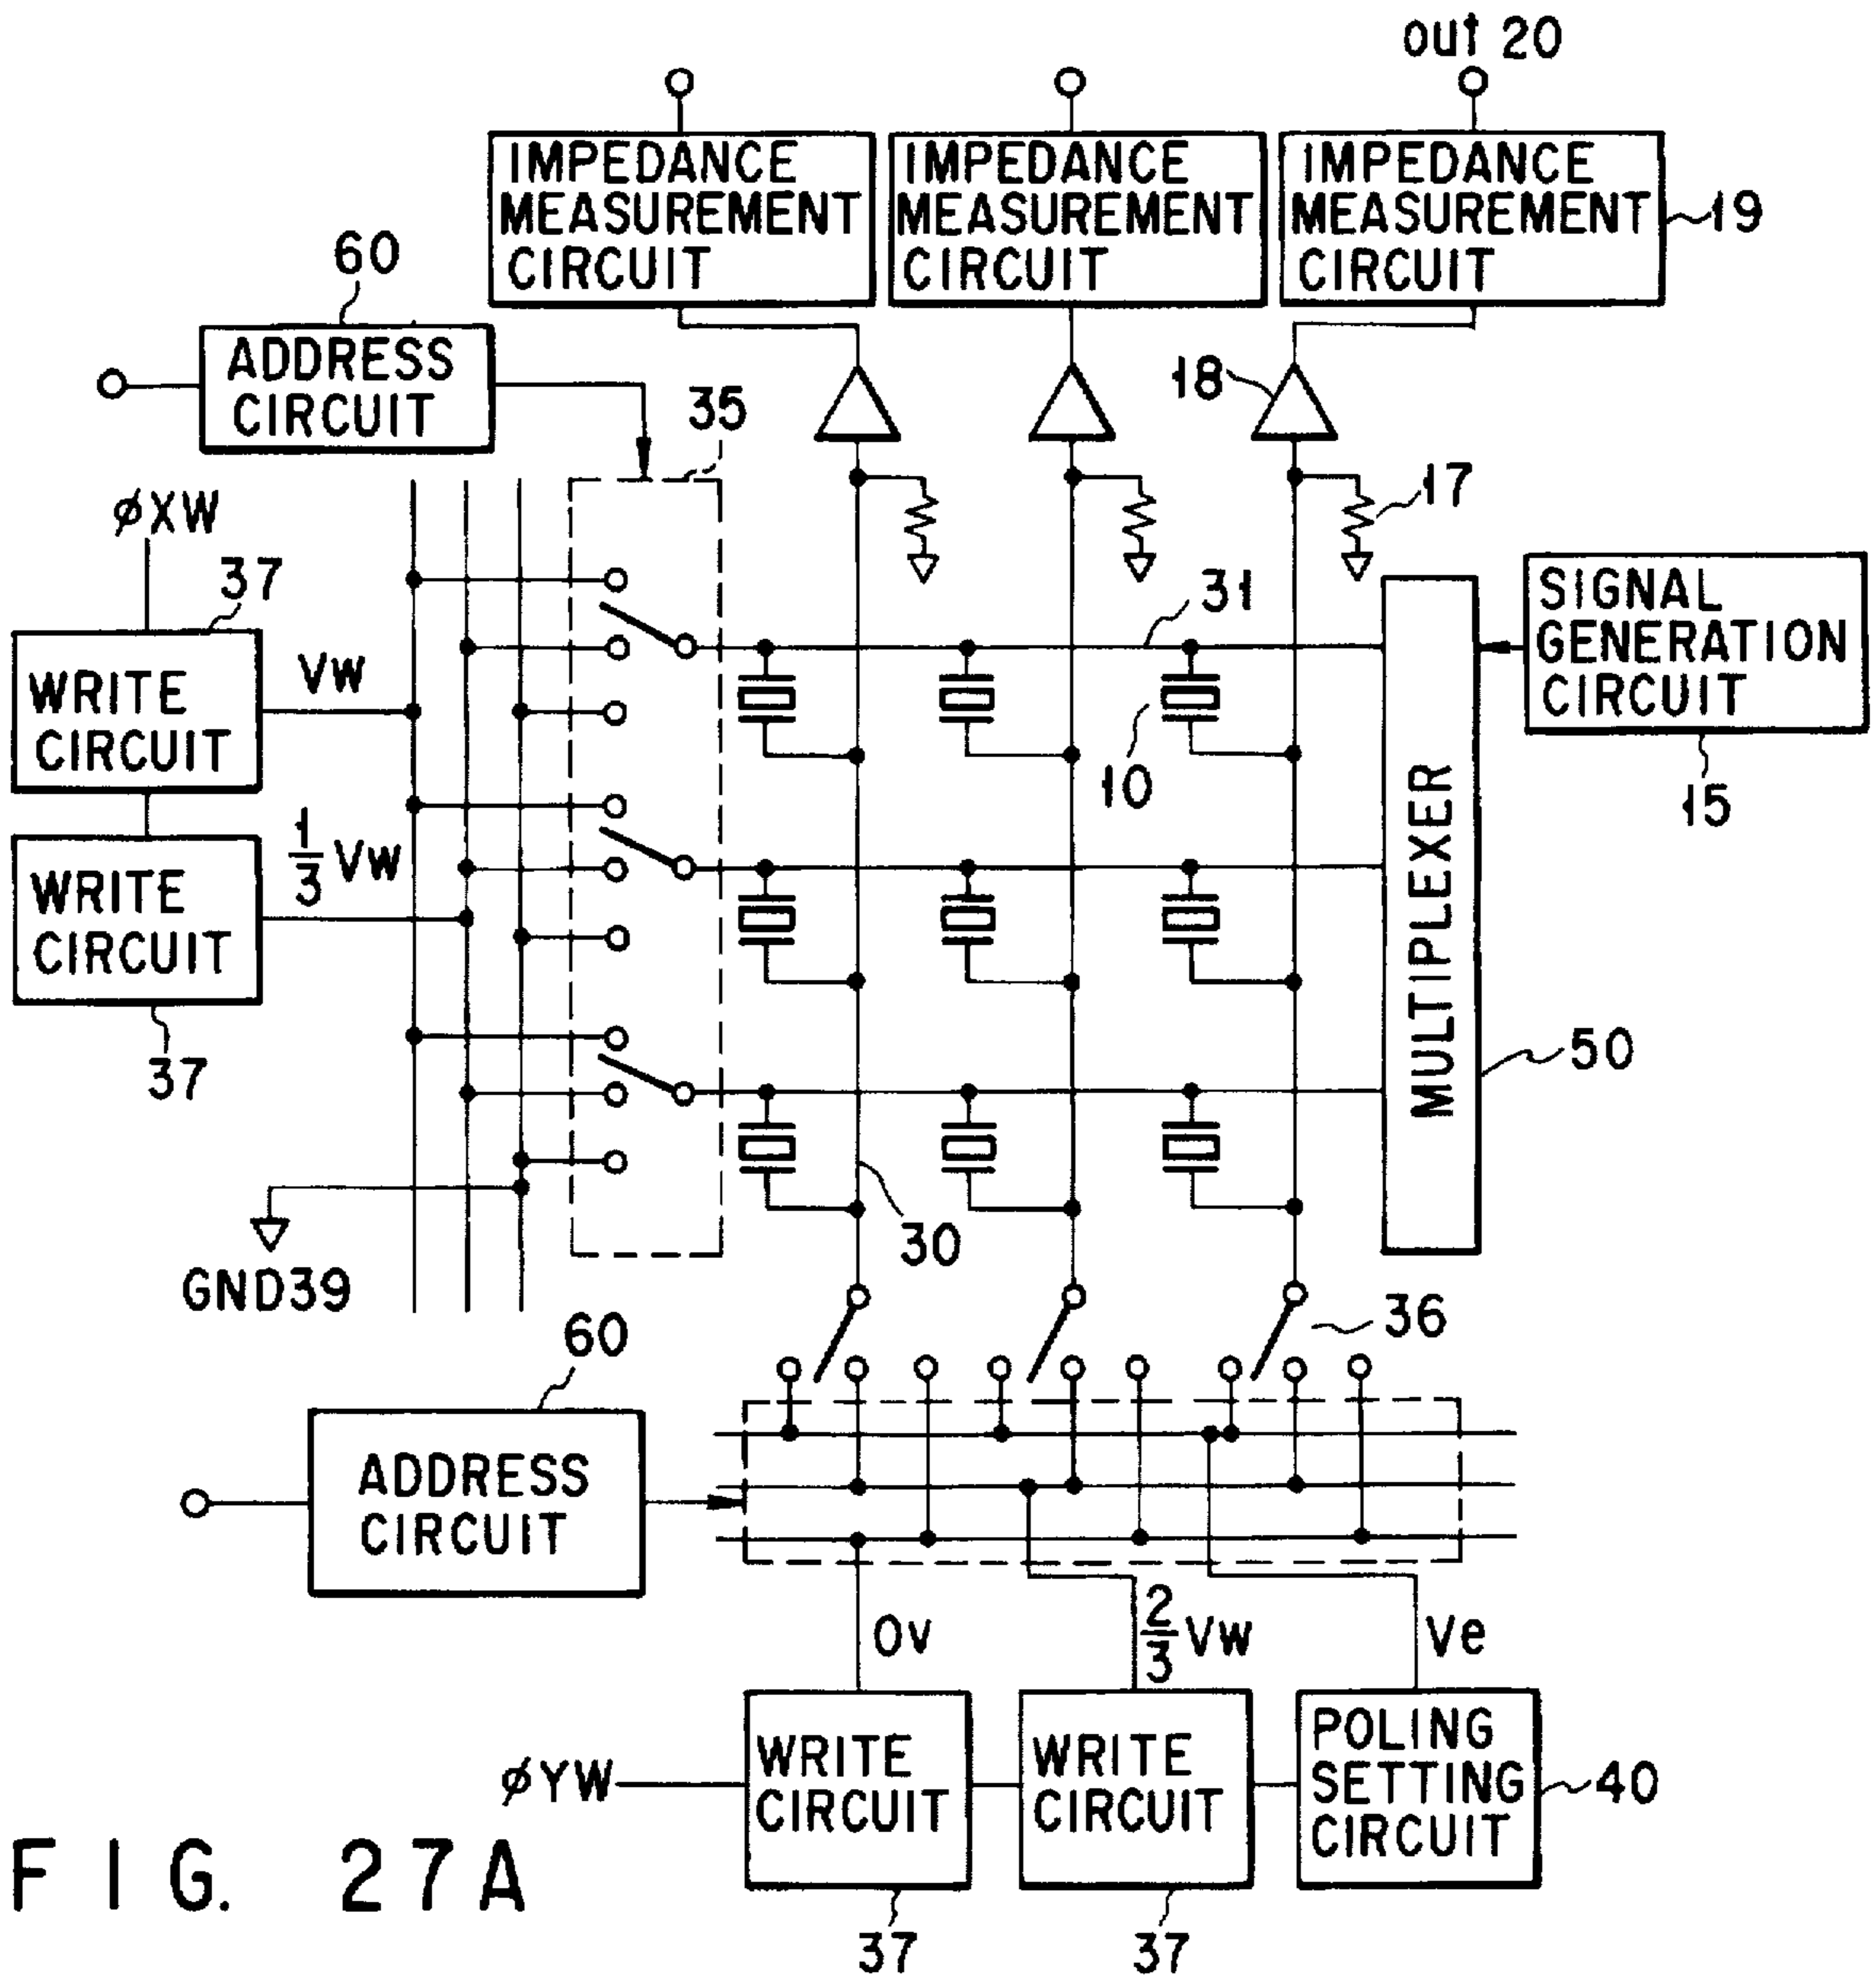 out 20
IMPEDANCE
MEASUREMENT
CIRCUIT
IMPEDANCE
MEASUREMENT
CIRCUIT
IMPEDANCE
MEASUREMENT
CIRCUIT
19
60
ADDRESS
CIRCUIT
35
18
17
φXW
37
WRITE
CIRCUIT
Vw
31
SIGNAL
GENERATION
CIRCUIT
15
10
1/3 Vw
WRITE
CIRCUIT
37
MULTIPLEXER
50
30
GND39
36
60
ADDRESS
CIRCUIT
0v
2/3 Vw
Ve
φYW
WRITE
CIRCUIT
WRITE
CIRCUIT
POLING
SETTING
CIRCUIT
40
37
37
FIG. 27A